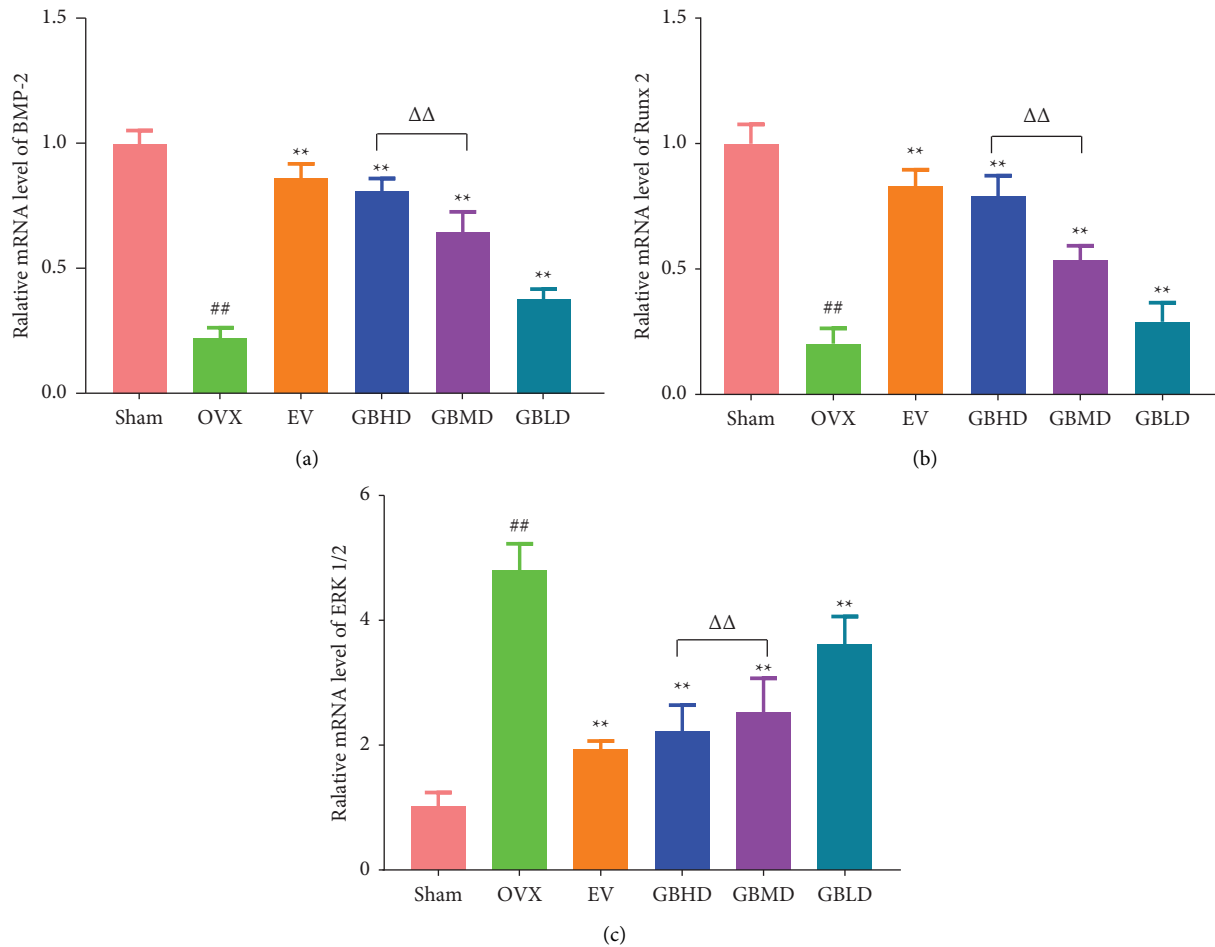 Ralative mRNA level of BMP-2
1.5
1.0
0.5
0.0
##
**
**
ΔΔ
**
**
Sham OVX EV GBHD GBMD GBLD
(a)
Ralative mRNA level of Runx 2
1.5
1.0
0.5
0.0
##
**
**
ΔΔ
**
**
Sham OVX EV GBHD GBMD GBLD
(b)
Ralative mRNA level of ERK 1/2
6
4
2
0
##
**
**
ΔΔ
**
**
Sham OVX EV GBHD GBMD GBLD
(c)